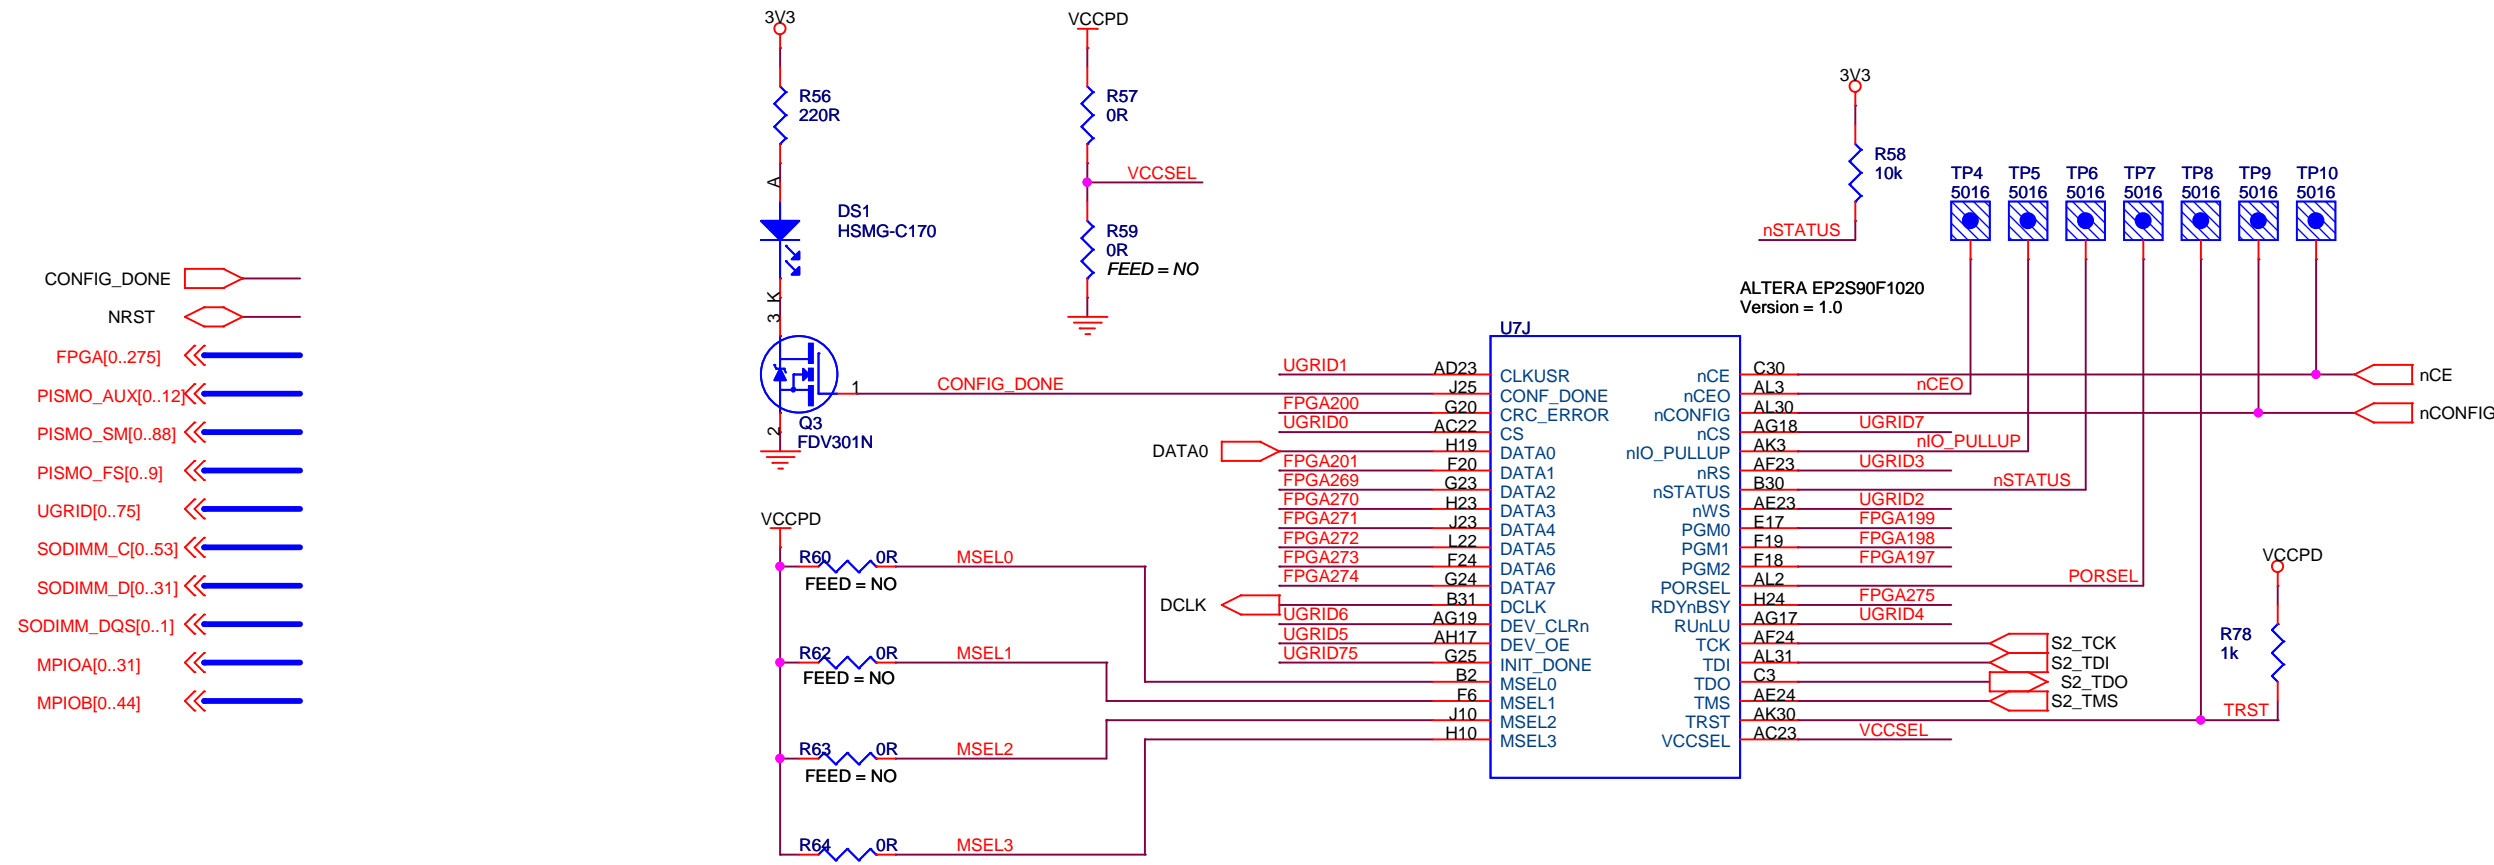 3V3
VCCPD
R56
220R
R57
0R
3V3
R58
10k
VCCSEL
A
DS1
HSMG-C170
R59
0R
FEED = NO
nSTATUS
TP4
5016
TP5
5016
TP6
5016
TP7
5016
TP8
5016
TP9
5016
TP10
5016
K
3
1
2
Q3
FDV301N
CONFIG_DONE
CONFIG_DONE
NRST
FPGA[0..275]
PISMO_AUX[0..12]
PISMO_SM[0..88]
PISMO_FS[0..9]
UGRID[0..75]
SODIMM_C[0..53]
SODIMM_D[0..31]
SODIMM_DQS[0..1]
MPIOA[0..31]
MPIOB[0..44]
VCCPD
R60 0R MSEL0
FEED = NO
R62 0R MSEL1
FEED = NO
R63 0R MSEL2
FEED = NO
R64 0R MSEL3
ALTERA EP2S90F1020
Version = 1.0
U7J
UGRID1 AD23 CLKUSR
J25 CONF_DONE
FPGA200 G20 CRC_ERROR
UGRID0 AC22 CS
DATA0 H19 DATA0
FPGA201 F20 DATA1
FPGA269 G23 DATA2
FPGA270 H23 DATA3
FPGA271 J23 DATA4
FPGA272 L22 DATA5
FPGA273 F24 DATA6
FPGA274 G24 DATA7
DCLK B31 DCLK
UGRID6 AG19 DEV_CLRn
UGRID5 AH17 DEV_OE
UGRID75 G25 INIT_DONE
B2 MSEL0
F6 MSEL1
J10 MSEL2
H10 MSEL3
nCE C30 nCE
nCEO AL3 nCEO
nCONFIG AL30 nCONFIG
nCS AG18 UGRID7
nIO_PULLUP AK3 nIO_PULLUP
nRS AF23 UGRID3
nSTATUS B30 nSTATUS
nWS AE23 UGRID2
PGM0 E17 FPGA199
PGM1 F19 FPGA198
PGM2 F18 FPGA197
PORSEL AL2 PORSEL
RDYnBSY H24 FPGA275
RUnLU AG17 UGRID4
TCK AF24 S2_TCK
TDI AL31 S2_TDI
TDO C3 S2_TDO
TMS AE24 S2_TMS
TRST AK30 TRST
VCCSEL AC23 VCCSEL
VCCPD
R78
1k